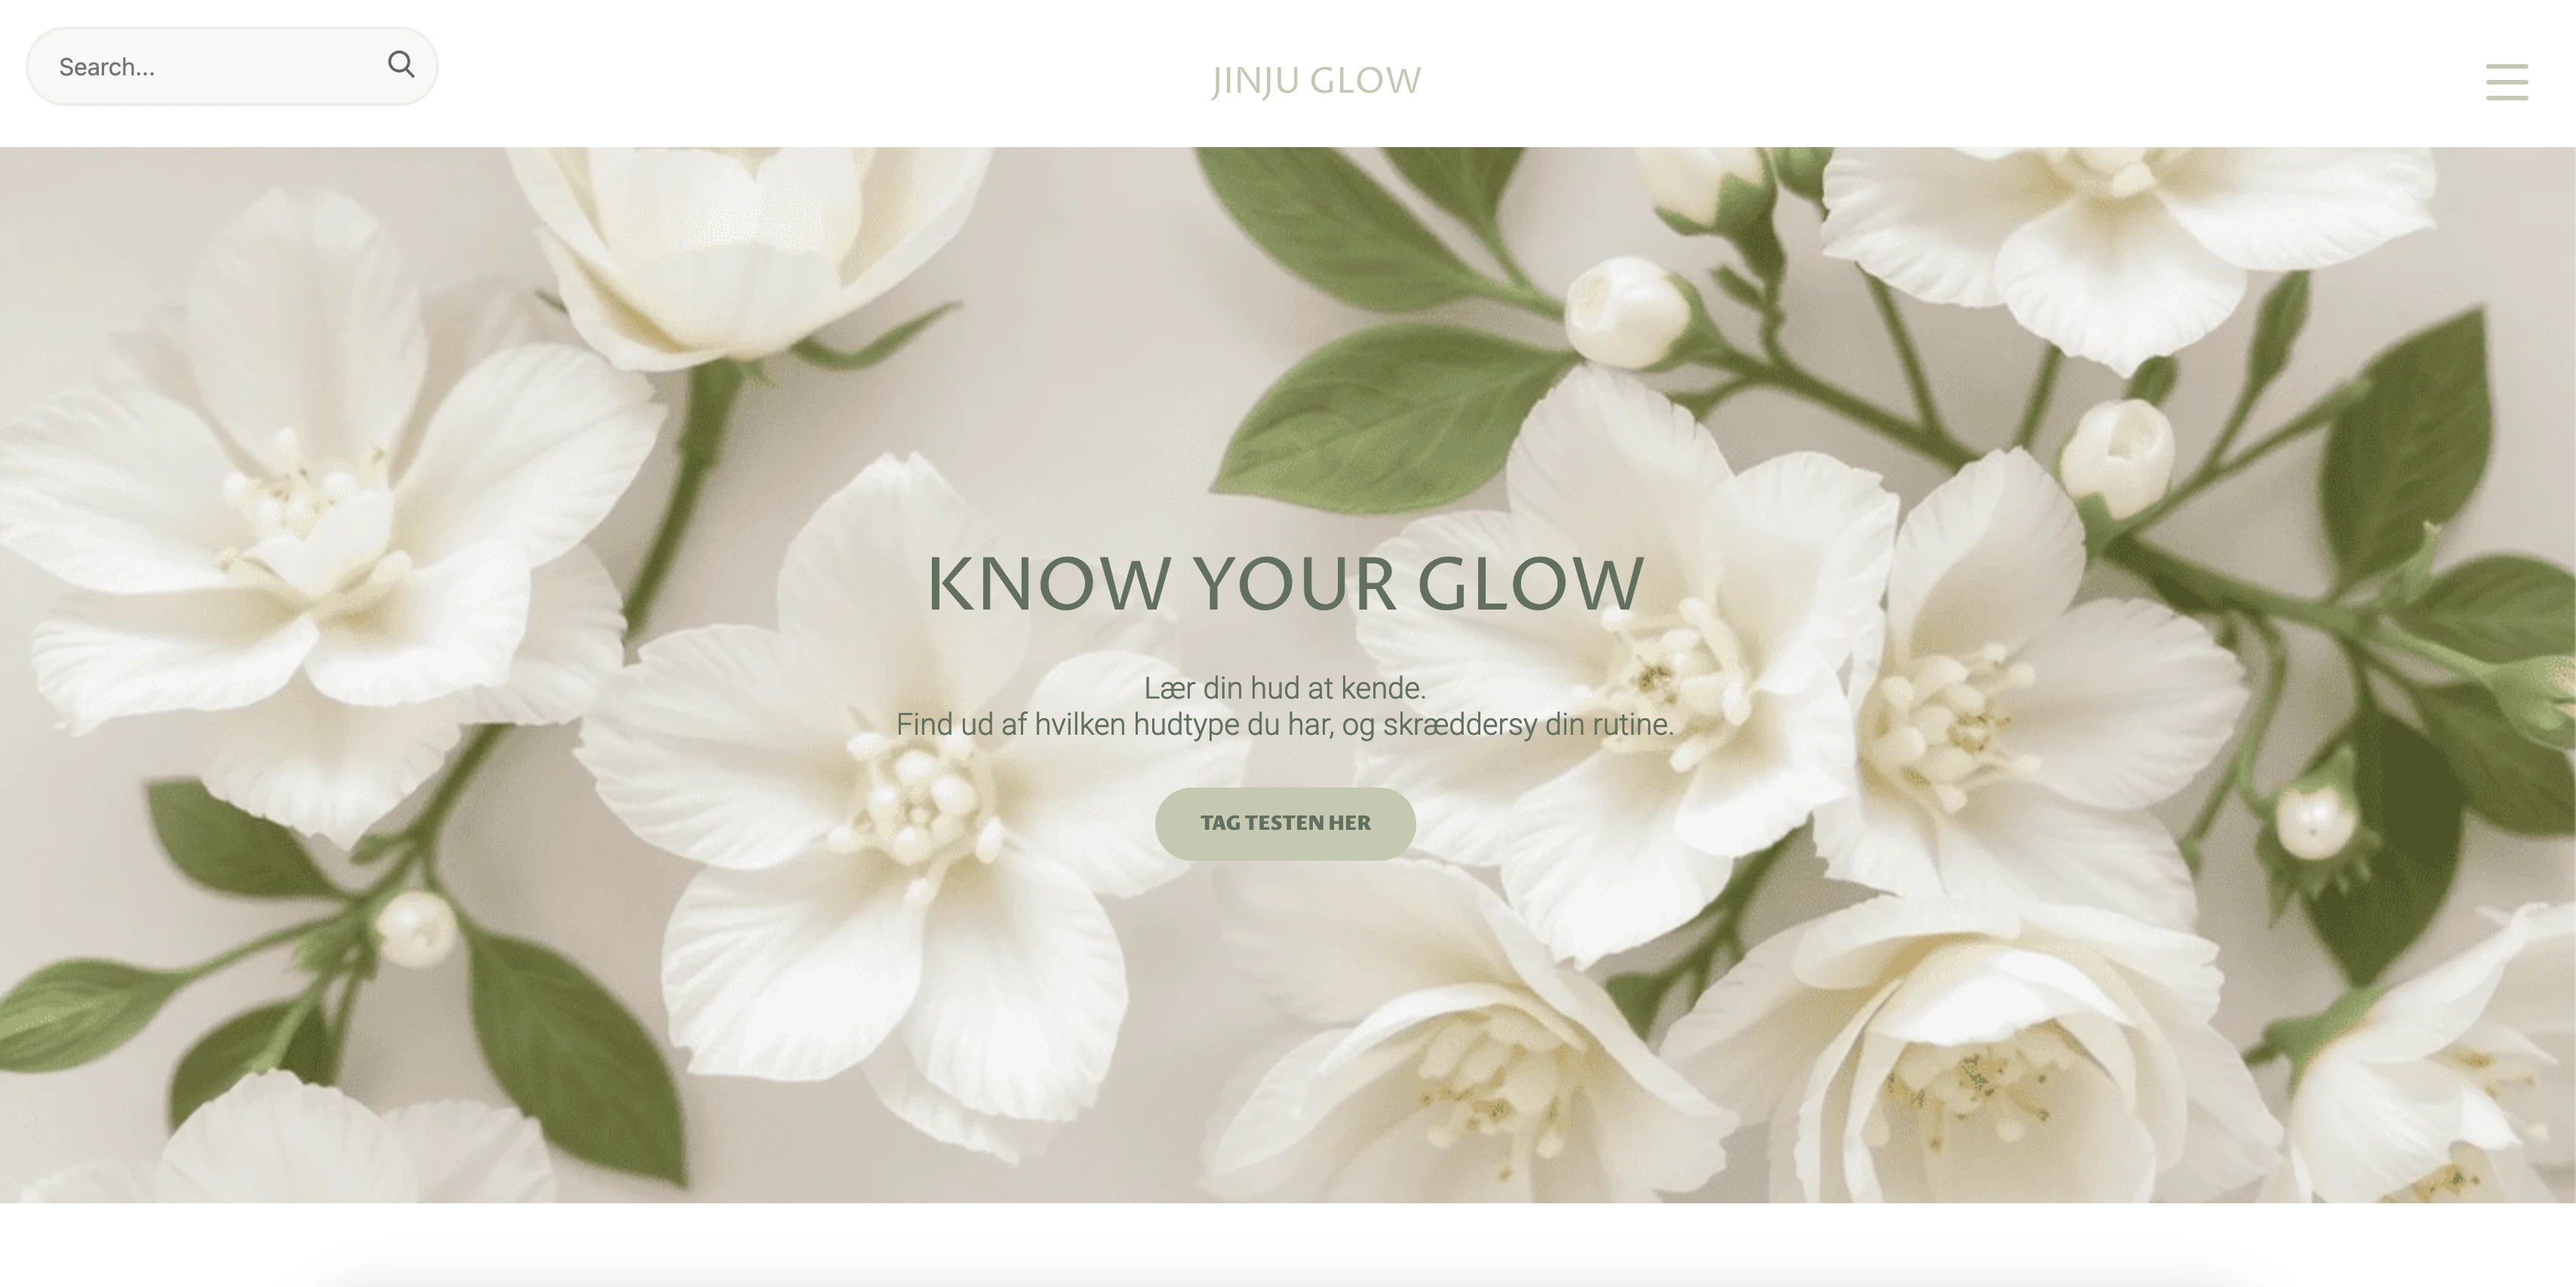 Search...
JINJU GLOW
KNOW YOUR GLOW
Lær din hud at kende.
Find ud af hvilken hudtype du har, og skræddersy din rutine.
TAG TESTEN HER